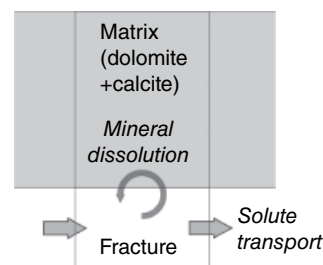 Matrix
(dolomite
+calcite)
Mineral
dissolution
Solute
transport
Fracture